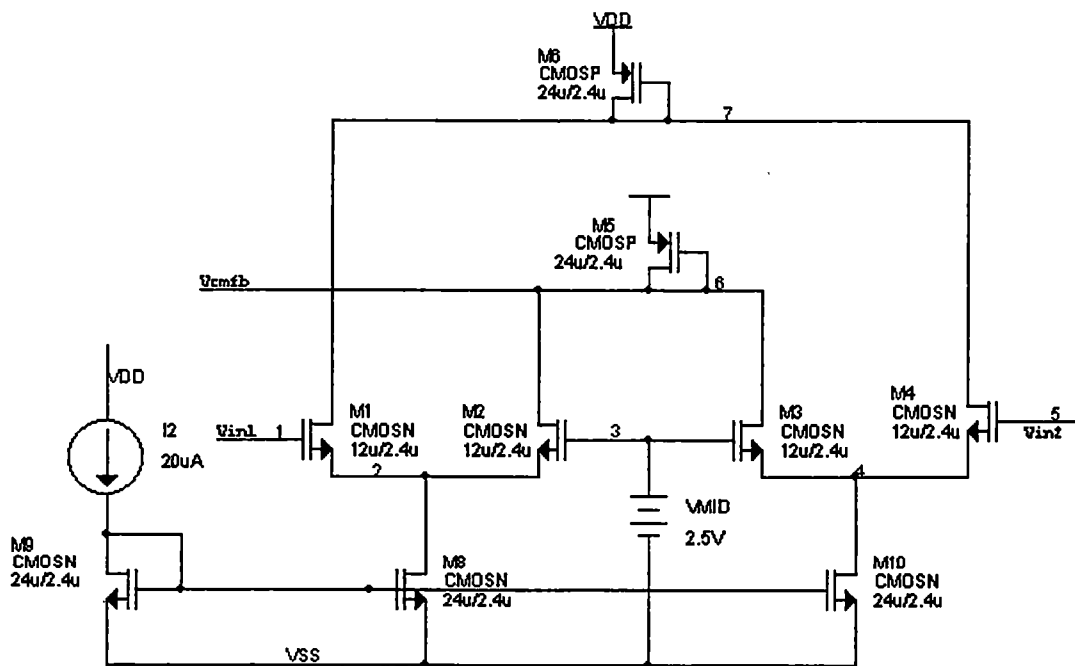 VDD
M6
CMOSP
24u/2.4u
7
M5
CMOSP
24u/2.4u
Vcmfb
6
VDD
I2
20uA
Vin1
1
M1
CMOSN
12u/2.4u
M2
CMOSN
12u/2.4u
3
M3
CMOSN
12u/2.4u
M4
CMOSN
12u/2.4u
5
Vin2
2
4
VMID
2.5V
M9
CMOSN
24u/2.4u
M8
CMOSN
24u/2.4u
M10
CMOSN
24u/2.4u
VSS